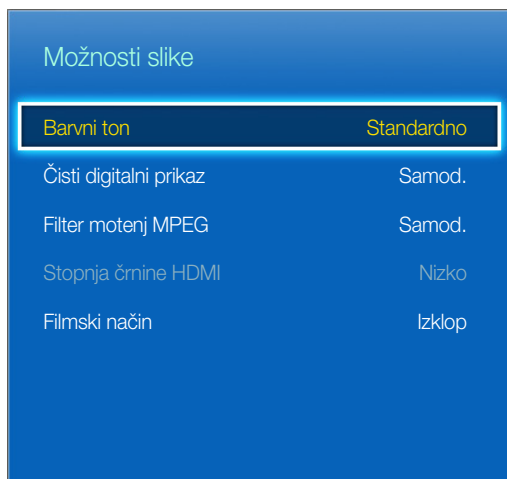 Možnosti slike
Barvni ton Standardno
Čisti digitalni prikaz Samod.
Filter motenj MPEG Samod.
Stopnja črnine HDMI Nizko
Filmski način Izklop